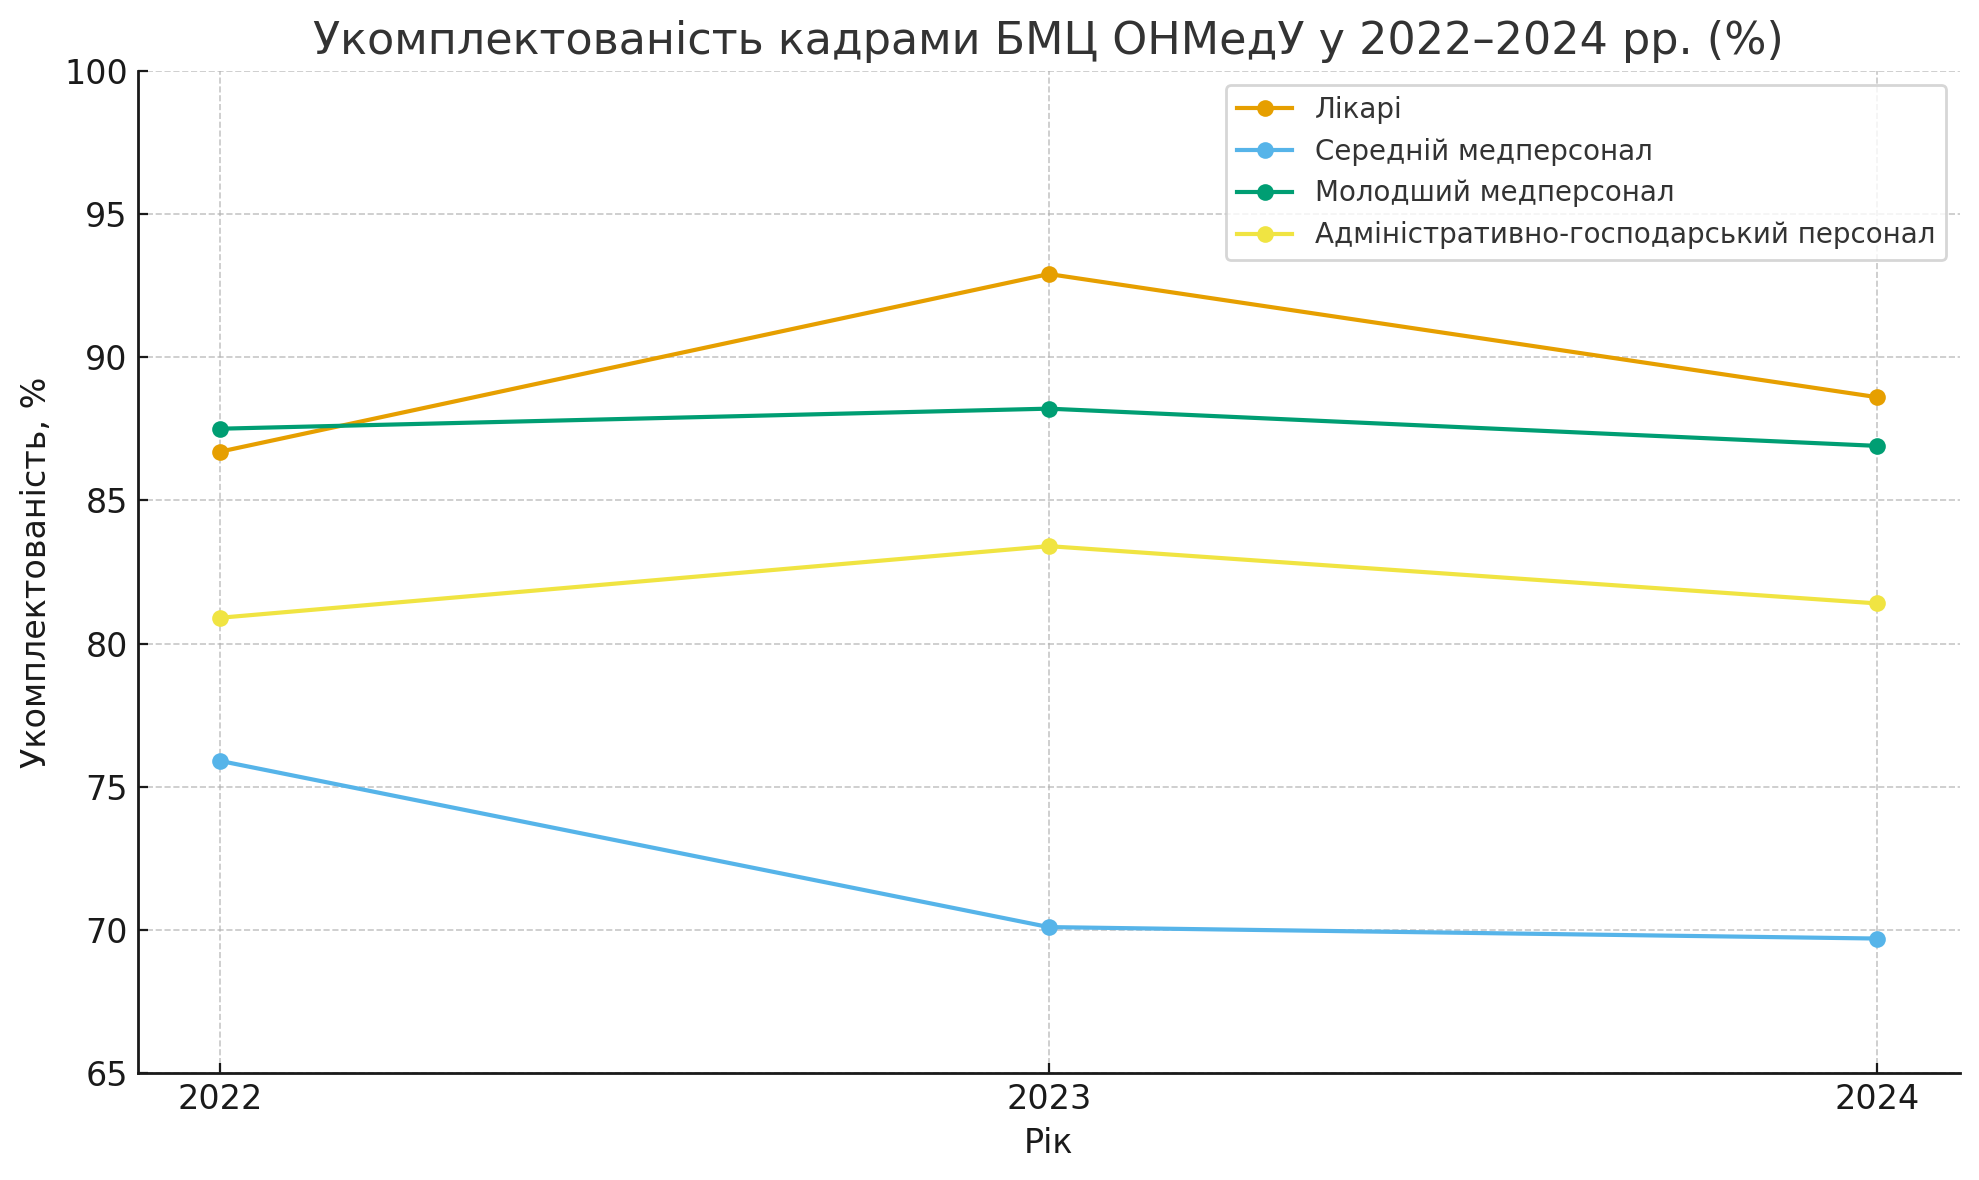 Укомплектованість кадрами БМЦ ОНМедУ у 2022–2024 рр. (%)
Лікарі
Середній медперсонал
Молодший медперсонал
Адміністративно-господарський персонал
Укомплектованість, %
100
95
90
85
80
75
70
65
2022
2023
2024
Рік